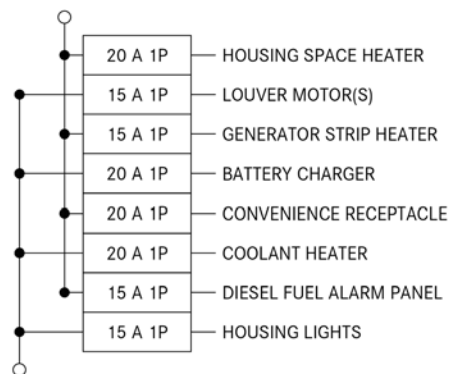 20 A 1P HOUSING SPACE HEATER
15 A 1P LOUVER MOTOR(S)
15 A 1P GENERATOR STRIP HEATER
20 A 1P BATTERY CHARGER
20 A 1P CONVENIENCE RECEPTACLE
20 A 1P COOLANT HEATER
15 A 1P DIESEL FUEL ALARM PANEL
15 A 1P HOUSING LIGHTS